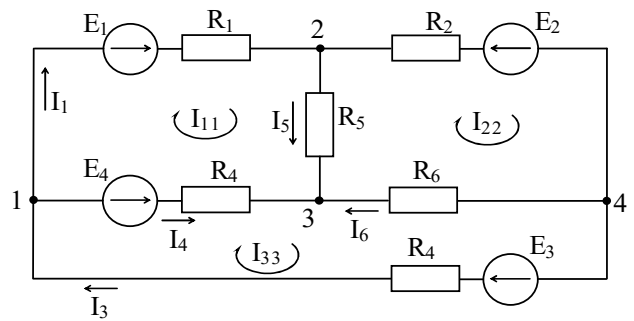 E1 R1 2 R2 E2
I1 I11 I5 R5 I22
E4 R4 R6
1 I4 3 I6 4
I33 R4 E3
I3